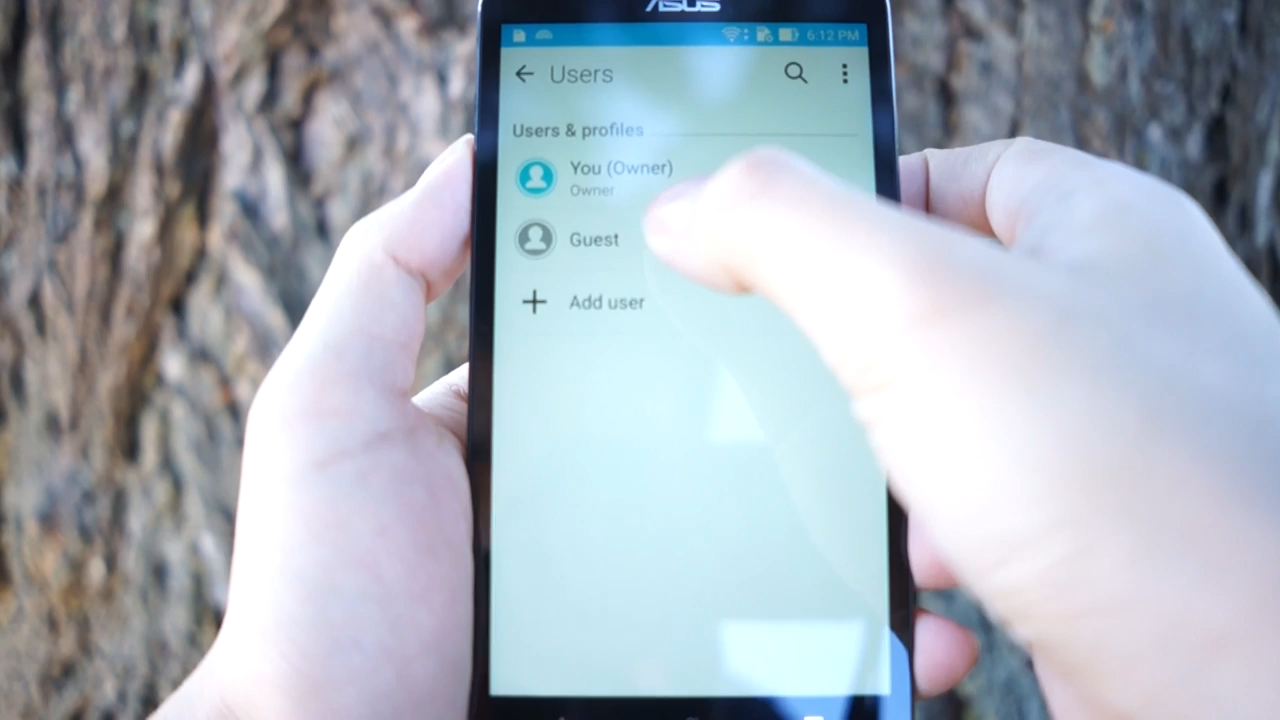 ASUS
6:12 PM
Users
Users & profiles
You (Owner)
Owner
Guest
Add user